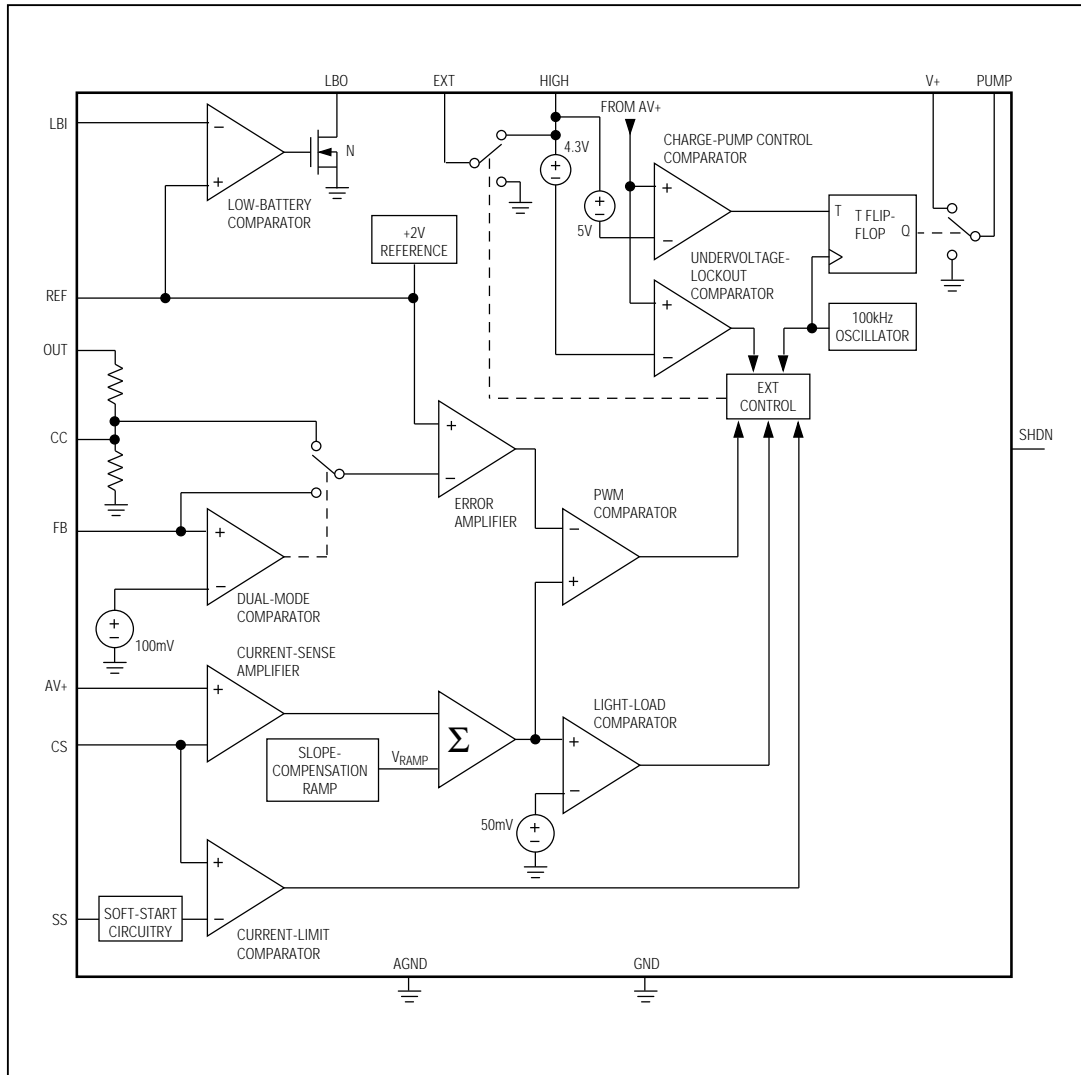 LBO
EXT
HIGH
V+
PUMP
FROM AV+
LBI
−
+
N
LOW-BATTERY
COMPARATOR
4.3V
+
−
+
−
5V
CHARGE-PUMP CONTROL
COMPARATOR
+
−
T
T FLIP-
FLOP
Q
+2V
REFERENCE
UNDERVOLTAGE-
LOCKOUT
COMPARATOR
+
−
100kHz
OSCILLATOR
REF
OUT
CC
EXT
CONTROL
SHDN
+
−
ERROR
AMPLIFIER
FB
+
−
DUAL-MODE
COMPARATOR
+
−
100mV
PWM
COMPARATOR
−
+
CURRENT-SENSE
AMPLIFIER
AV+
+
−
CS
Σ
SLOPE-
COMPENSATION
RAMP
VRAMP
LIGHT-LOAD
COMPARATOR
+
−
50mV
+
−
SS
SOFT-START
CIRCUITRY
+
−
CURRENT-LIMIT
COMPARATOR
AGND
GND